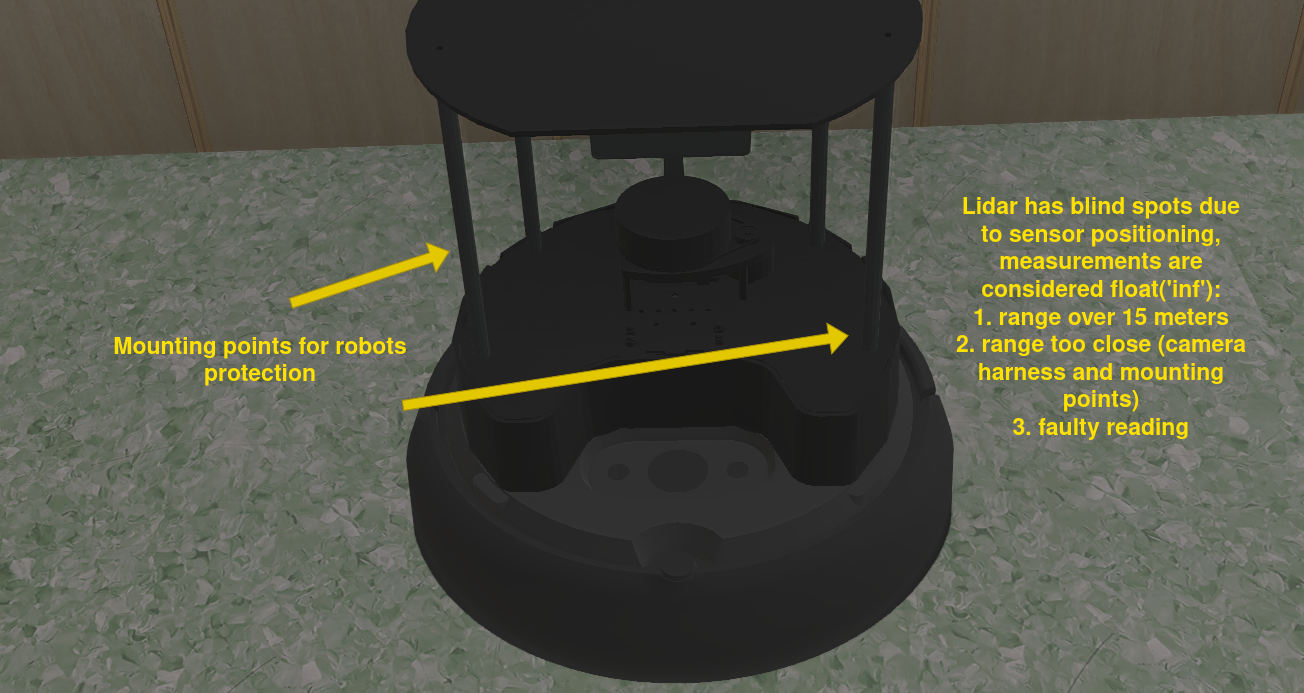 Mounting points for robots
protection
Lidar has blind spots due
to sensor positioning,
measurements are
considered float('inf'):
1. range over 15 meters
2. range too close (camera
harness and mounting
points)
3. faulty reading